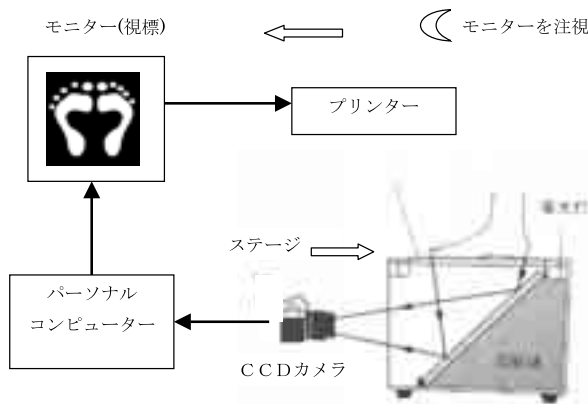 モニター(視標)
モニターを注視
プリンター
ステージ
パーソナル
コンピューター
ＣＣＤカメラ